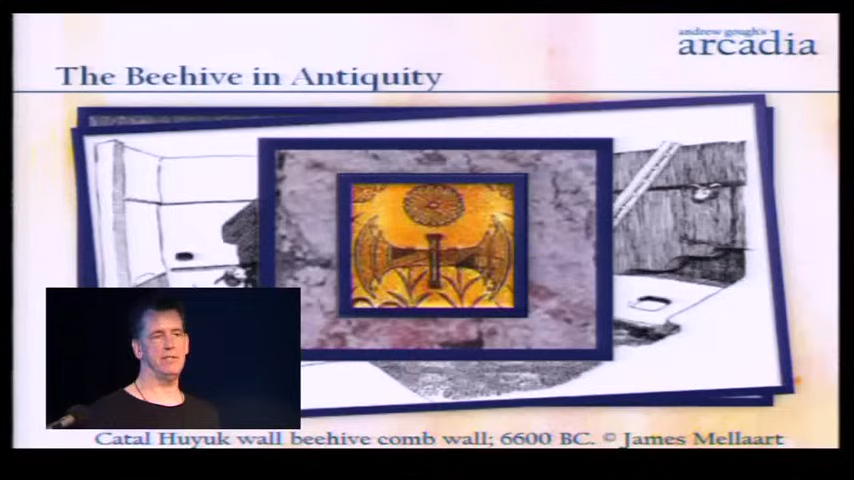 andrew gough's
arcadia
The Beehive in Antiquity
Catal Huyuk wall beehive comb wall; 6600 BC. © James Mellaart